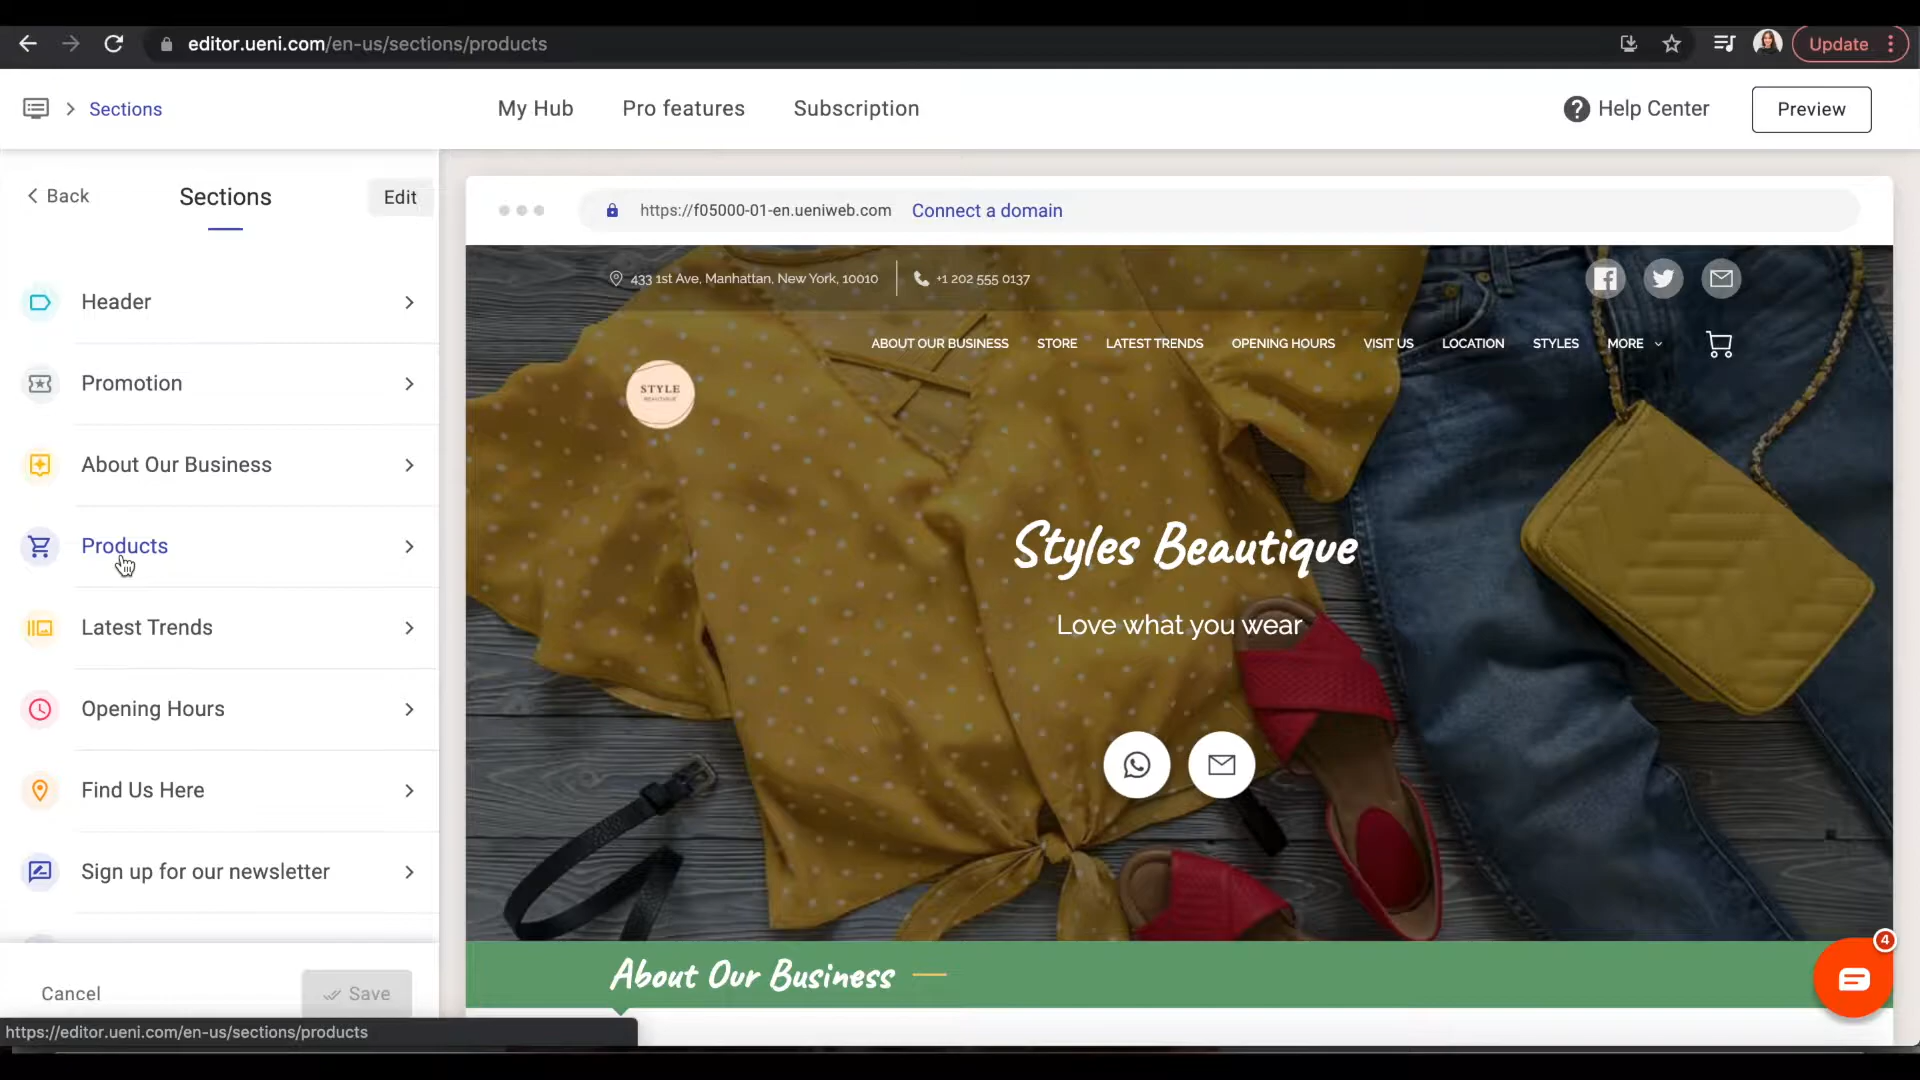 editor.ueni.com/en-us/sections/products
Update
Sections
My Hub
Pro features
Subscription
Help Center
Preview
Back
Sections
Edit
https://f05000-01-en.ueniweb.com
Connect a domain
433 1st Ave, Manhattan, New York, 10010
+1 202 555 0137
ABOUT OUR BUSINESS
STORE
LATEST TRENDS
OPENING HOURS
VISIT US
LOCATION
STYLES
MORE
Header
Promotion
About Our Business
Products
Latest Trends
Opening Hours
Find Us Here
Sign up for our newsletter
STYLE
BEAUTIQUE
Styles Beautique
Love what you wear
About Our Business
4
Cancel
Save
https://editor.ueni.com/en-us/sections/products